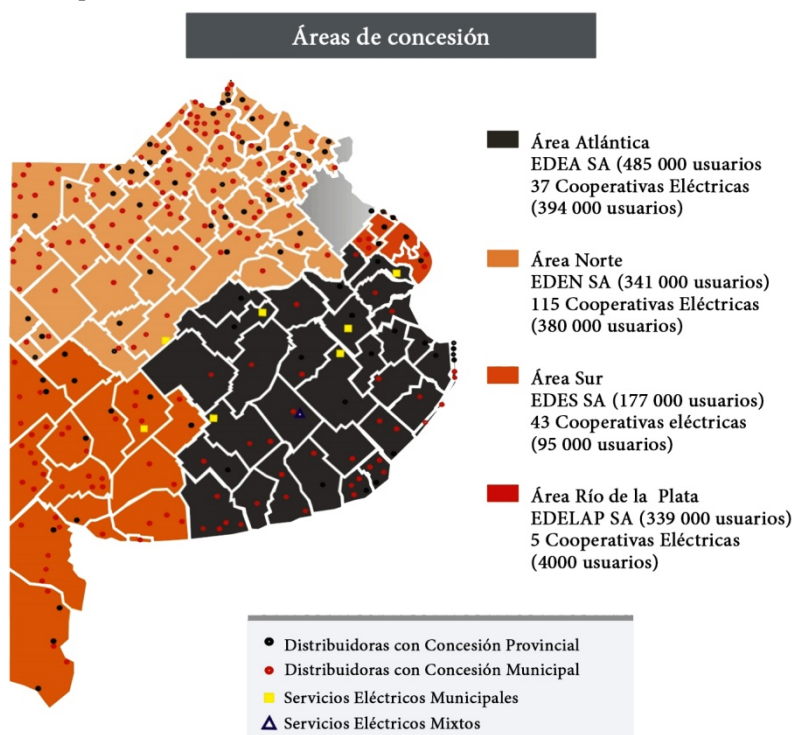 Áreas de concesión
Área Atlántica
EDEA SA (485 000 usuarios
37 Cooperativas Eléctricas
(394 000 usuarios)
Área Norte
EDEN SA (341 000 usuarios)
115 Cooperativas Eléctricas
(380 000 usuarios)
Área Sur
EDES SA (177 000 usuarios)
43 Cooperativas eléctricas
(95 000 usuarios)
Área Río de la Plata
EDELAP SA (339 000 usuarios)
5 Cooperativas Eléctricas
(4000 usuarios)
Distribuidoras con Concesión Provincial
Distribuidoras con Concesión Municipal
Servicios Eléctricos Municipales
Servicios Eléctricos Mixtos